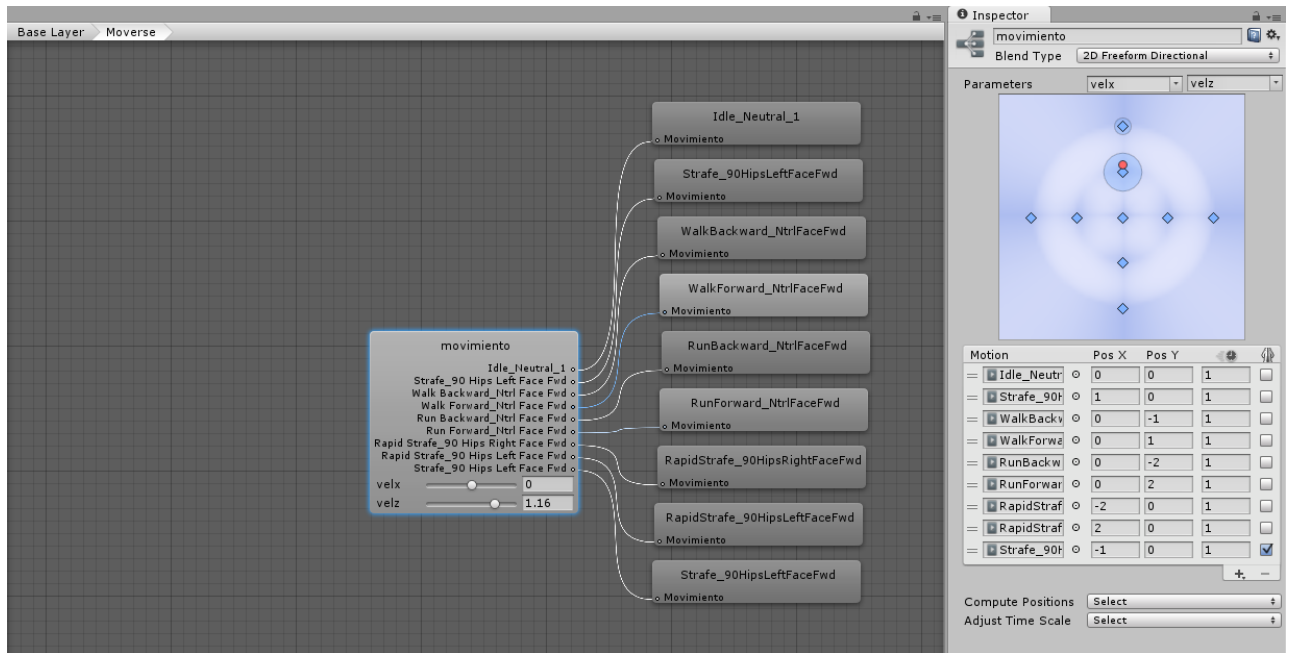 Base Layer Moverse
Idle_Neutral_1
Movimiento
Strafe_90HipsLeftFaceFwd
Movimiento
WalkBackward_NtrlFaceFwd
Movimiento
WalkForward_NtrlFaceFwd
Movimiento
RunBackward_NtrlFaceFwd
Movimiento
RunForward_NtrlFaceFwd
Movimiento
RapidStrafe_90HipsRightFaceFwd
Movimiento
RapidStrafe_90HipsLeftFaceFwd
Movimiento
Strafe_90HipsLeftFaceFwd
Movimiento
movimiento
Idle_Neutral_1
Strafe_90 Hips Left Face Fwd
Walk Backward_Ntrl Face Fwd
Walk Forward_Ntrl Face Fwd
Run Backward_Ntrl Face Fwd
Run Forward_Ntrl Face Fwd
Rapid Strafe_90 Hips Right Face Fwd
Rapid Strafe_90 Hips Left Face Fwd
Strafe_90 Hips Left Face Fwd
velx 0
velz 1.16
Inspector
movimiento
Blend Type 2D Freeform Directional
Parameters velx velz
Motion Pos X Pos Y
Idle_Neutr 0 0 1
Strafe_90H 1 0 1
WalkBackv 0 -1 1
WalkForwa 0 1 1
RunBackw 0 -2 1
RunForwar 0 2 1
RapidStraf -2 0 1
RapidStraf 2 0 1
Strafe_90H -1 0 1
+ -
Compute Positions Select
Adjust Time Scale Select